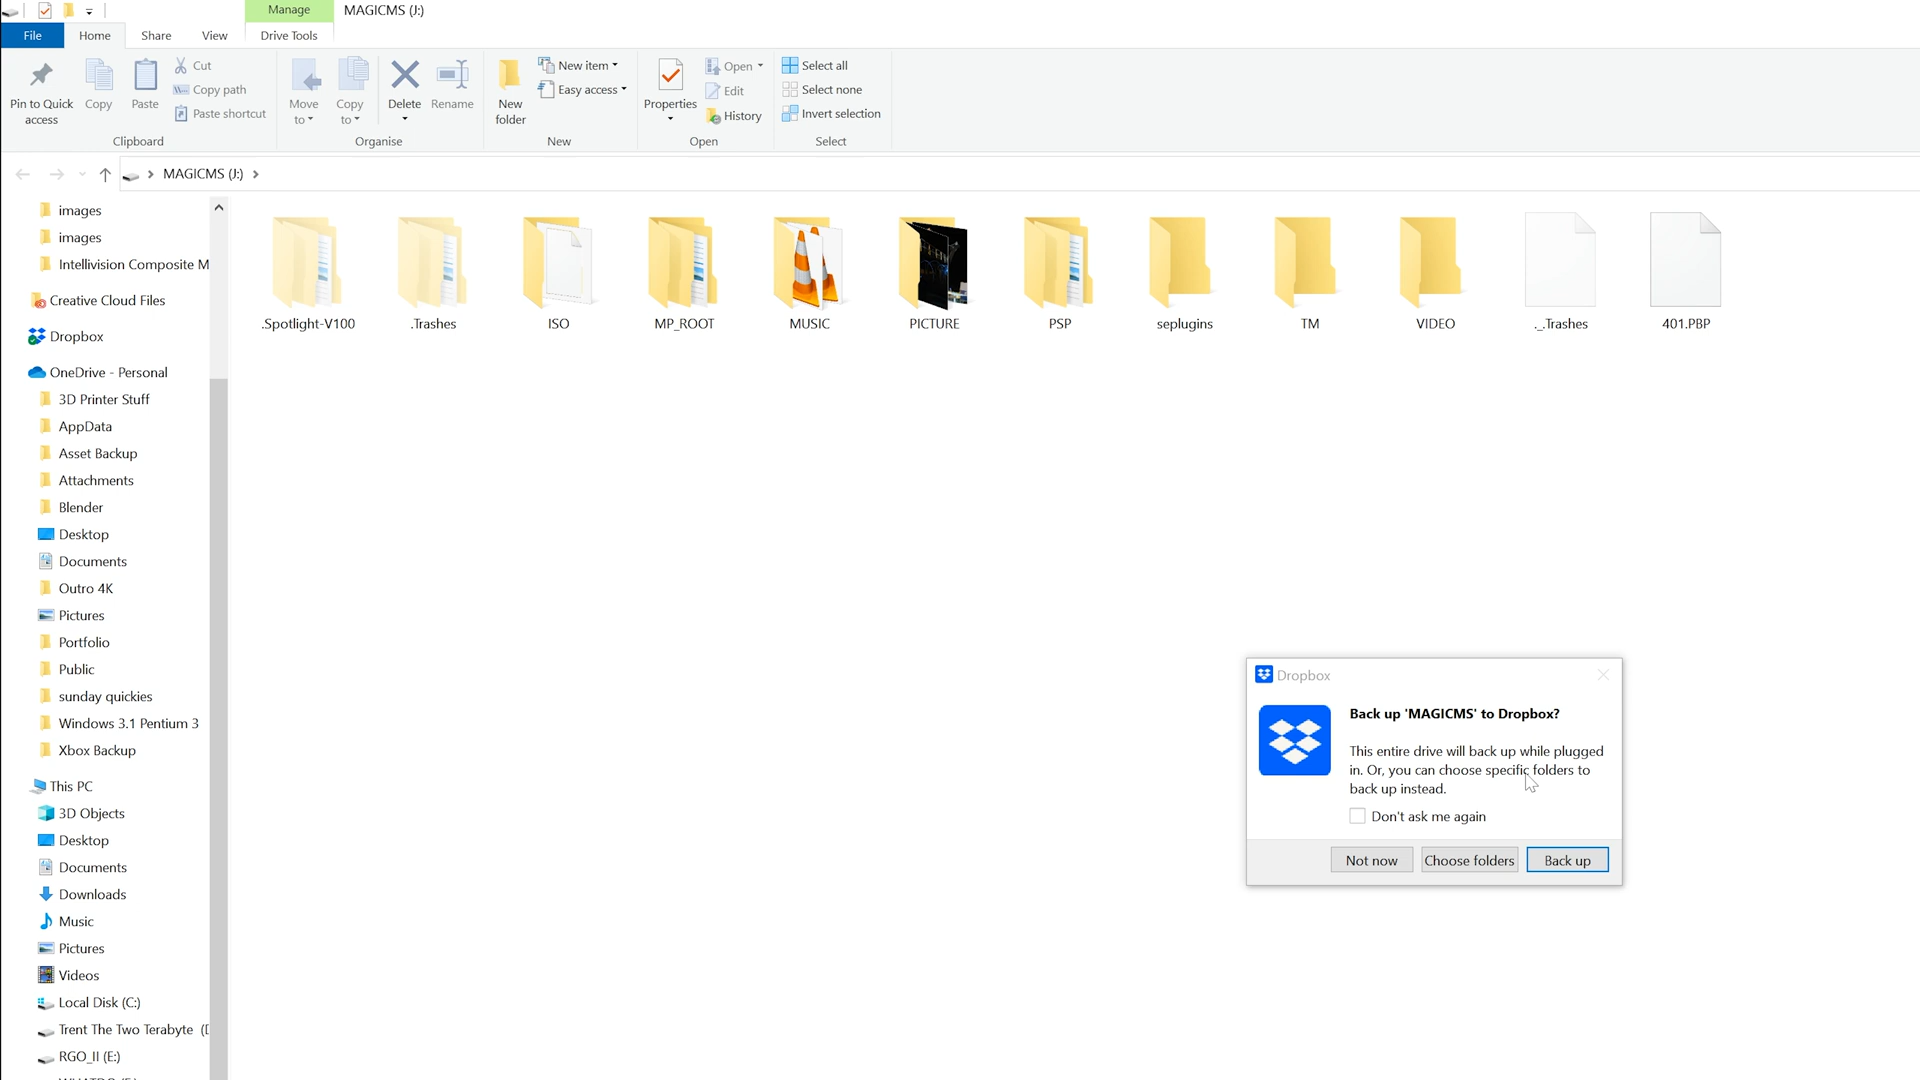 Manage
MAGICMS (J:)
File
Home
Share
View
Drive Tools
Pin to Quick
access
Copy
Paste
Cut
Copy path
Paste shortcut
Clipboard
Move
to
Copy
to
Delete
Rename
Organise
New
folder
New item
Easy access
New
Properties
Open
Edit
History
Open
Select all
Select none
Invert selection
Select
MAGICMS (J:)
images
images
Intellivision Composite M
Creative Cloud Files
Dropbox
OneDrive - Personal
3D Printer Stuff
AppData
Asset Backup
Attachments
Blender
Desktop
Documents
Outro 4K
Pictures
Portfolio
Public
sunday quickies
Windows 3.1 Pentium 3
Xbox Backup
This PC
3D Objects
Desktop
Documents
Downloads
Music
Pictures
Videos
Local Disk (C:)
Trent The Two Terabyte
RGO_II (E:)
.Spotlight-V100
.Trashes
ISO
MP_ROOT
MUSIC
PICTURE
PSP
seplugins
TM
VIDEO
._.Trashes
401.PBP
Dropbox
Back up 'MAGICMS' to Dropbox?
This entire drive will back up while plugged
in. Or, you can choose specific folders to
back up instead.
Don't ask me again
Not now
Choose folders
Back up